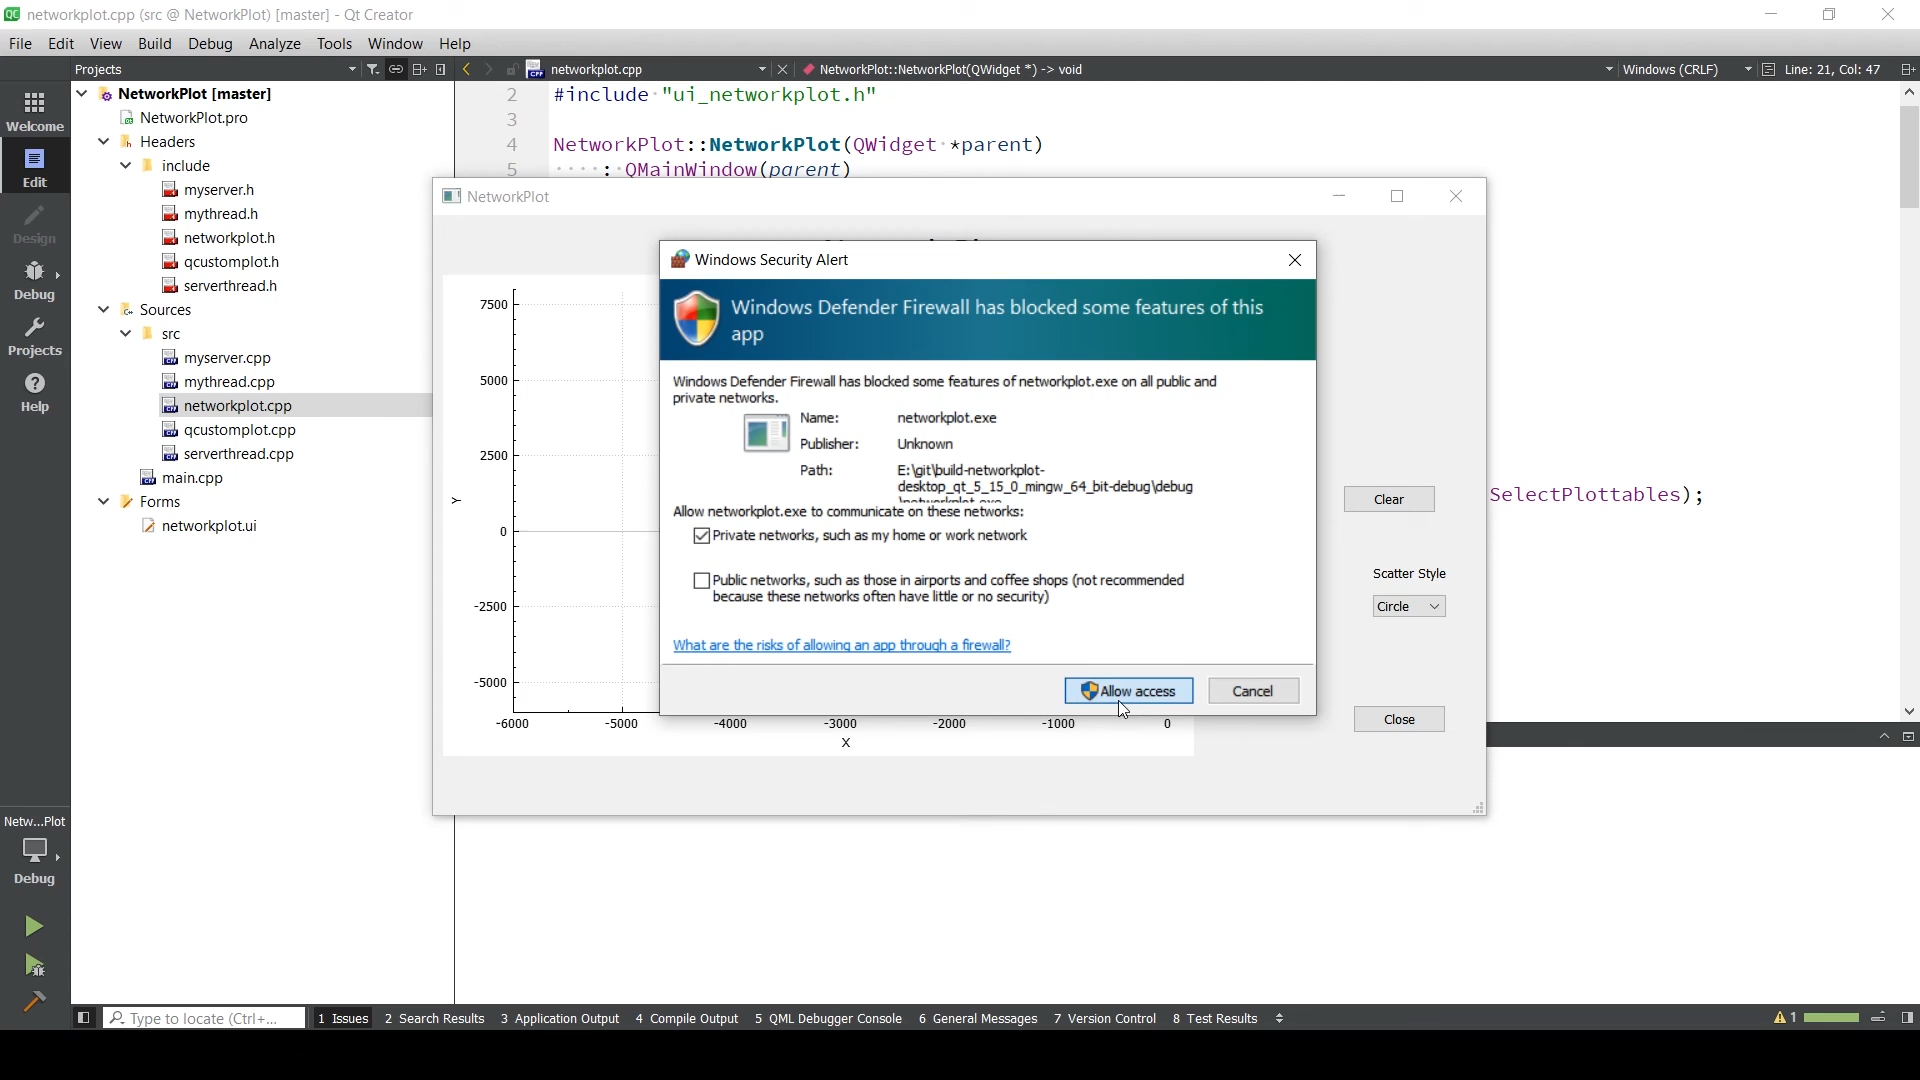 networkplot.cpp (src @ NetworkPlot) [master] - Qt Creator
File Edit View Build Debug Analyze Tools Window Help
Projects
networkplot.cpp
NetworkPlot::NetworkPlot(QWidget *) -> void
Windows (CRLF)
Line: 21, Col: 47
Welcome
Edit
Design
Debug
Projects
Help
Netw...Plot
Debug
NetworkPlot [master]
NetworkPlot.pro
Headers
include
myserver.h
mythread.h
networkplot.h
qcustomplot.h
serverthread.h
Sources
src
myserver.cpp
mythread.cpp
networkplot.cpp
qcustomplot.cpp
serverthread.cpp
main.cpp
Forms
networkplot.ui
2 #include "ui_networkplot.h"
3
4 NetworkPlot::NetworkPlot(QWidget *parent)
5 ····: QMainWindow(parent)
SelectPlottables);
NetworkPlot
7500
5000
2500
0
-2500
-5000
Y
-6000 -5000 -4000 -3000 -2000 -1000 0
X
Clear
Scatter Style
Circle
Close
Windows Security Alert
Windows Defender Firewall has blocked some features of this
app
Windows Defender Firewall has blocked some features of networkplot.exe on all public and
private networks.
Name: networkplot.exe
Publisher: Unknown
Path: E:\git\build-networkplot-
desktop_qt_5_15_0_mingw_64_bit-debug\debug
Allow networkplot.exe to communicate on these networks:
Private networks, such as my home or work network
Public networks, such as those in airports and coffee shops (not recommended
because these networks often have little or no security)
What are the risks of allowing an app through a firewall?
Allow access
Cancel
Type to locate (Ctrl+...
1 Issues 2 Search Results 3 Application Output 4 Compile Output 5 QML Debugger Console 6 General Messages 7 Version Control 8 Test Results
1